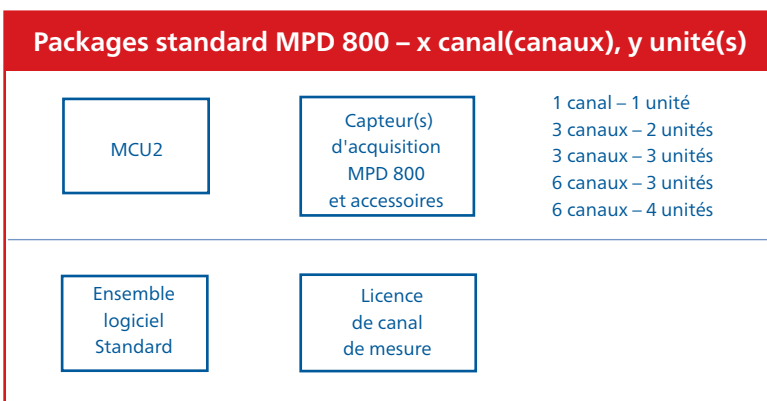 Packages standard MPD 800 – x canal(canaux), y unité(s)
MCU2
Capteur(s)
d'acquisition
MPD 800
et accessoires
1 canal – 1 unité
3 canaux – 2 unités
3 canaux – 3 unités
6 canaux – 3 unités
6 canaux – 4 unités
Ensemble
logiciel
Standard
Licence
de canal
de mesure